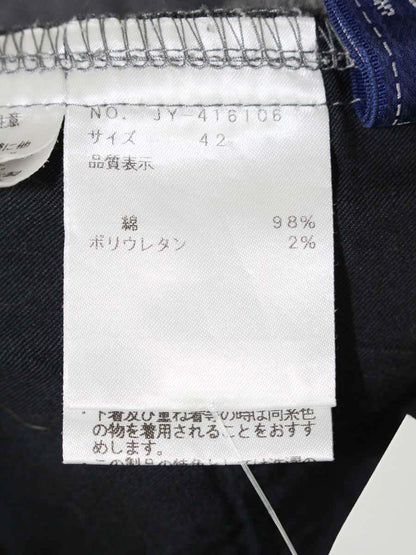 NO. JY-416106
サイズ 42
品質表示
綿 98%
ポリウレタン 2%
下着及び重ね着等の時は同系色
の物を着用されることをおすす
めします。